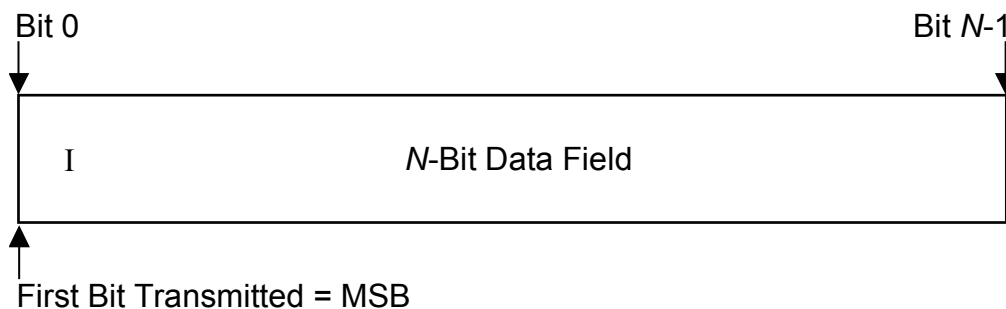 Bit 0 Bit N-1
I N-Bit Data Field
First Bit Transmitted = MSB